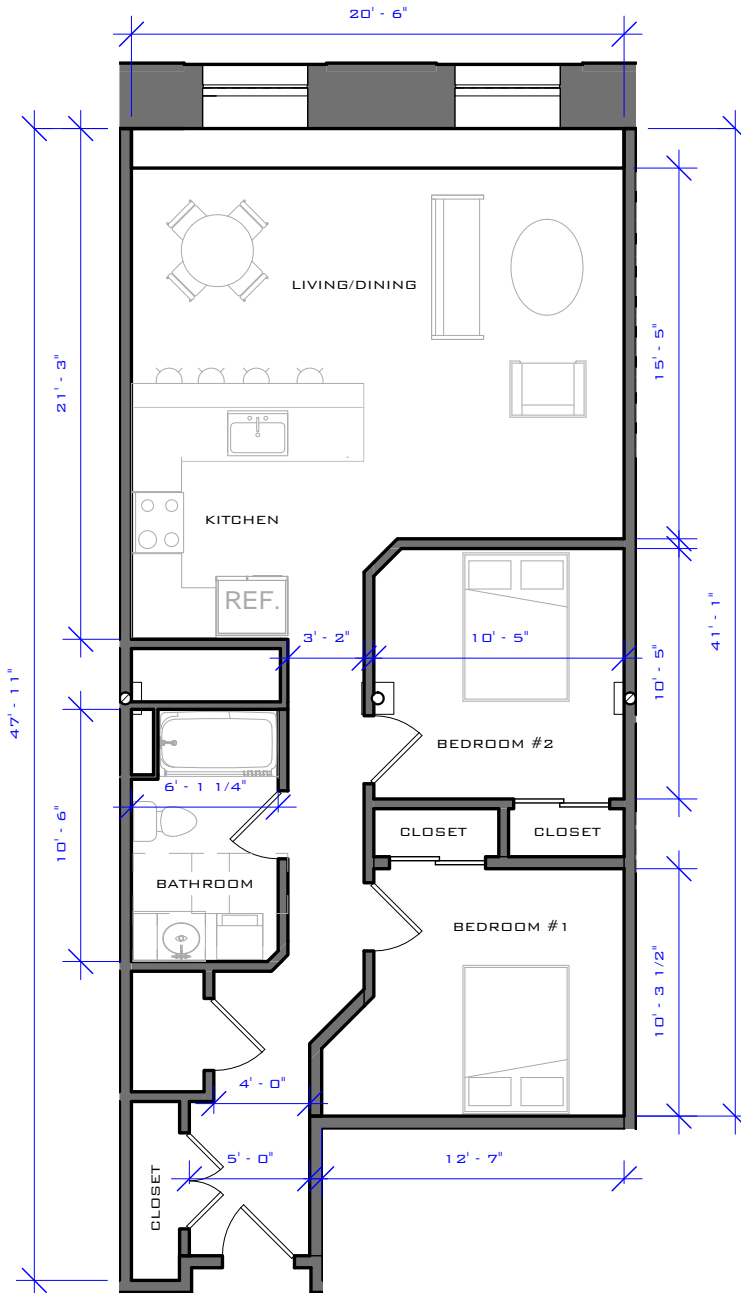 20' - 6"
LIVING/DINING
15' - 5"
21' - 3"
KITCHEN
REF.
3' - 2"
10' - 5"
10' - 5"
41' - 1"
47' - 11"
BEDROOM #2
6' - 1 1/4"
10' - 6"
CLOSET
CLOSET
BATHROOM
BEDROOM #1
10' - 3 1/2"
4' - 0"
5' - 0"
12' - 7"
CLOSET